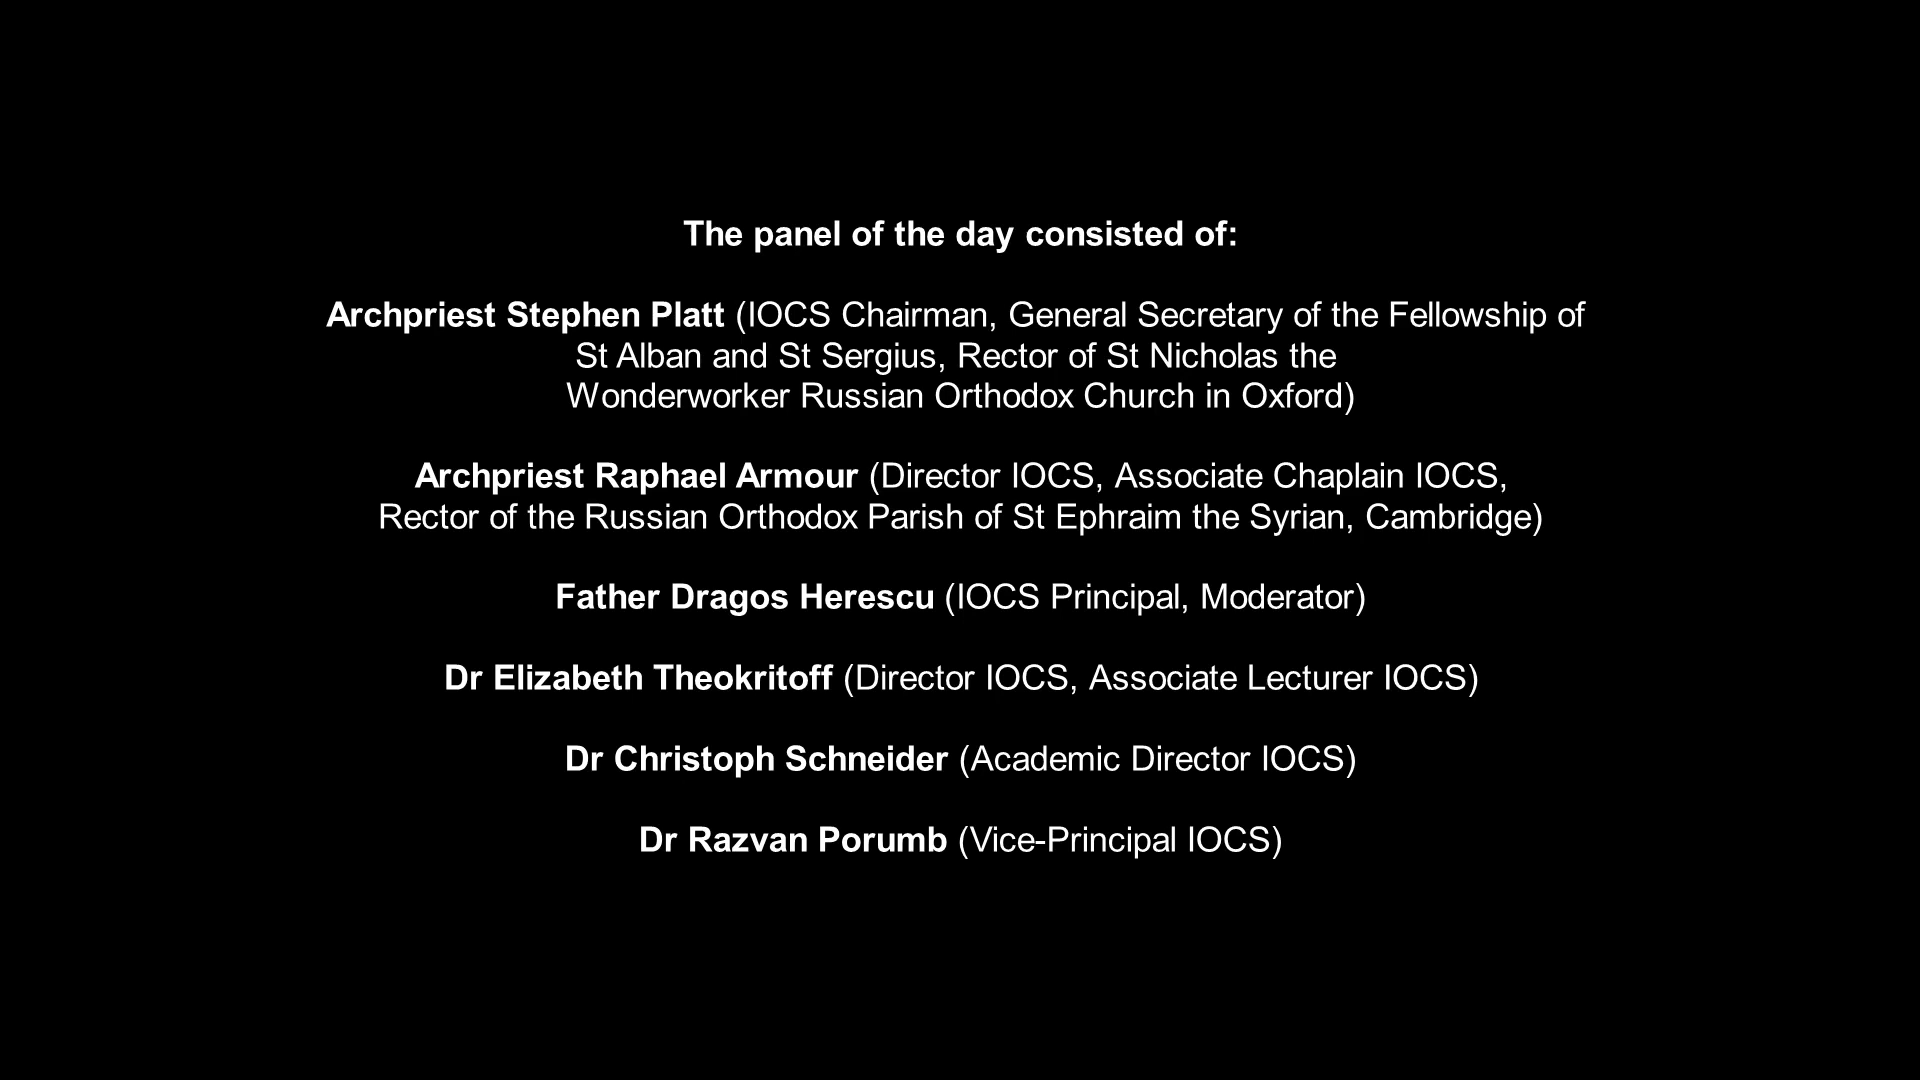 The panel of the day consisted of:
Archpriest Stephen Platt (IOCS Chairman, General Secretary of the Fellowship of
St Alban and St Sergius, Rector of St Nicholas the
Wonderworker Russian Orthodox Church in Oxford)
Archpriest Raphael Armour (Director IOCS, Associate Chaplain IOCS,
Rector of the Russian Orthodox Parish of St Ephraim the Syrian, Cambridge)
Father Dragos Herescu (IOCS Principal, Moderator)
Dr Elizabeth Theokritoff (Director IOCS, Associate Lecturer IOCS)
Dr Christoph Schneider (Academic Director IOCS)
Dr Razvan Porumb (Vice-Principal IOCS)